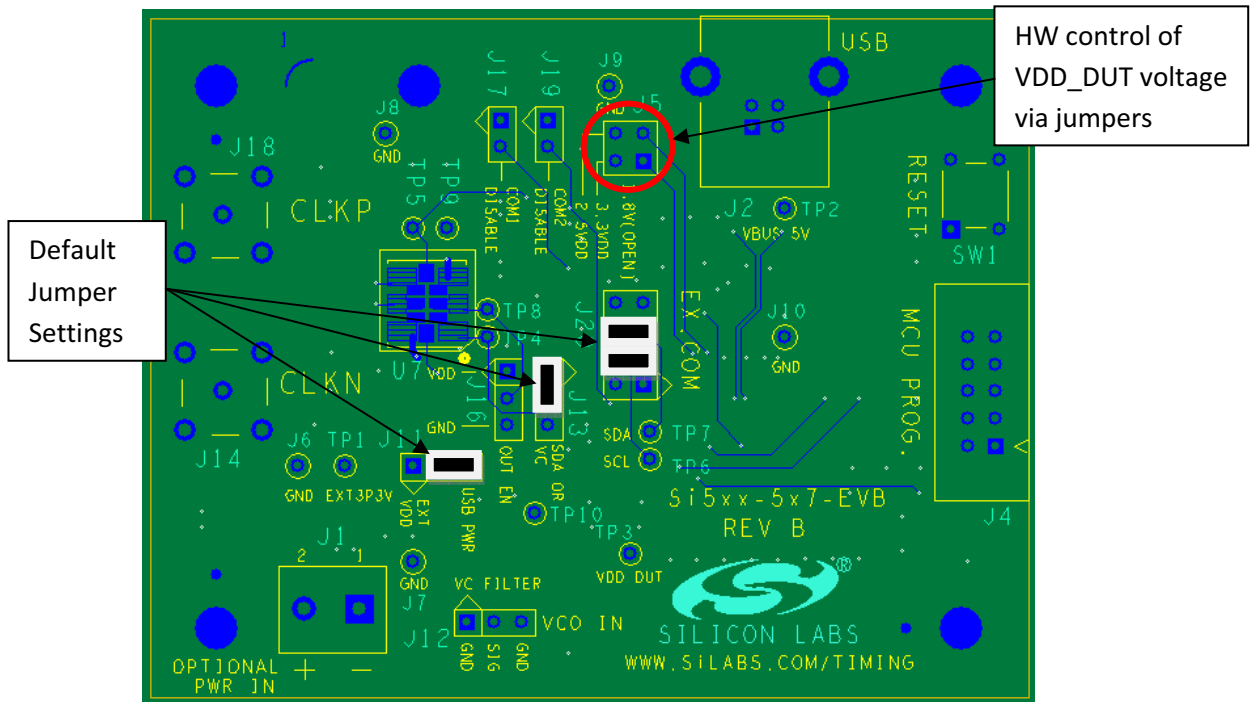 HW control of
VDD_DUT voltage
via jumpers
Default
Jumper
Settings
1
USB
J17
J19
J9
GND
J5
J8
GND
J18
CLKP
TP5
TP9
COM1
DISABLE
COM2
DISABLE
2.5VDD
3.3VDD
.8V(OPEN)
J2
TP2
VBUS 5V
RESET
SW1
TP8
TP4
U7
VDD
EX COM
J10
GND
MCU PROG.
CLKN
J14
J16
GND
J13
SDA
TP7
SCL
TP6
J6
TP1
J11
GND
EXT3P3V
EXT
VDD
USB PWR
OUT EN
SDA OR
VC
TP10
Si5xx-5x7-EVB
REV B
J4
J1
2
1
GND
J7
TP3
VDD DUT
VC FILTER
J12
VCO IN
GND
SIG
GND
OPTIONAL
PWR IN
+
−
®
SILICON LABS
WWW.SiLABS.COM/TIMING